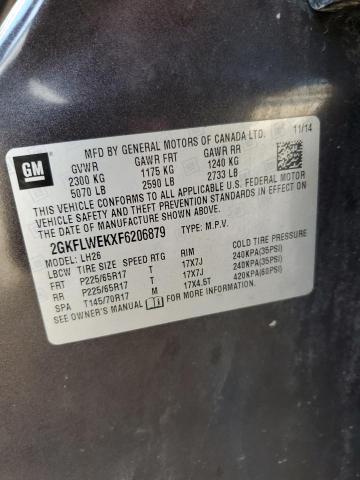 GM
MFD BY GENERAL MOTORS OF CANADA LTD. 11/14
GVWR GAWR FRT GAWR RR
2300 KG 1175 KG 1240 KG
5070 LB 2590 LB 2733 LB
THIS VEHICLE CONFORMS TO ALL APPLICABLE U.S. FEDERAL MOTOR
VEHICLE SAFETY AND THEFT PREVENTION STANDARDS IN EFFECT ON
THE DATE OF MANUFACTURE SHOWN ABOVE.
2GKFLWEKXF6206879 TYPE: M.P.V.
MODEL: LH26
LBCW TIRE SIZE SPEED RTG RIM COLD TIRE PRESSURE
FRT P225/65R17 T 17X7J 240KPA(35PSI)
RR P225/65R17 T 17X7J 240KPA(35PSI)
SPA T145/70R17 M 17X4.5T 420KPA(60PSI)
SEE OWNER'S MANUAL FOR ADDITIONAL INFORMATION.